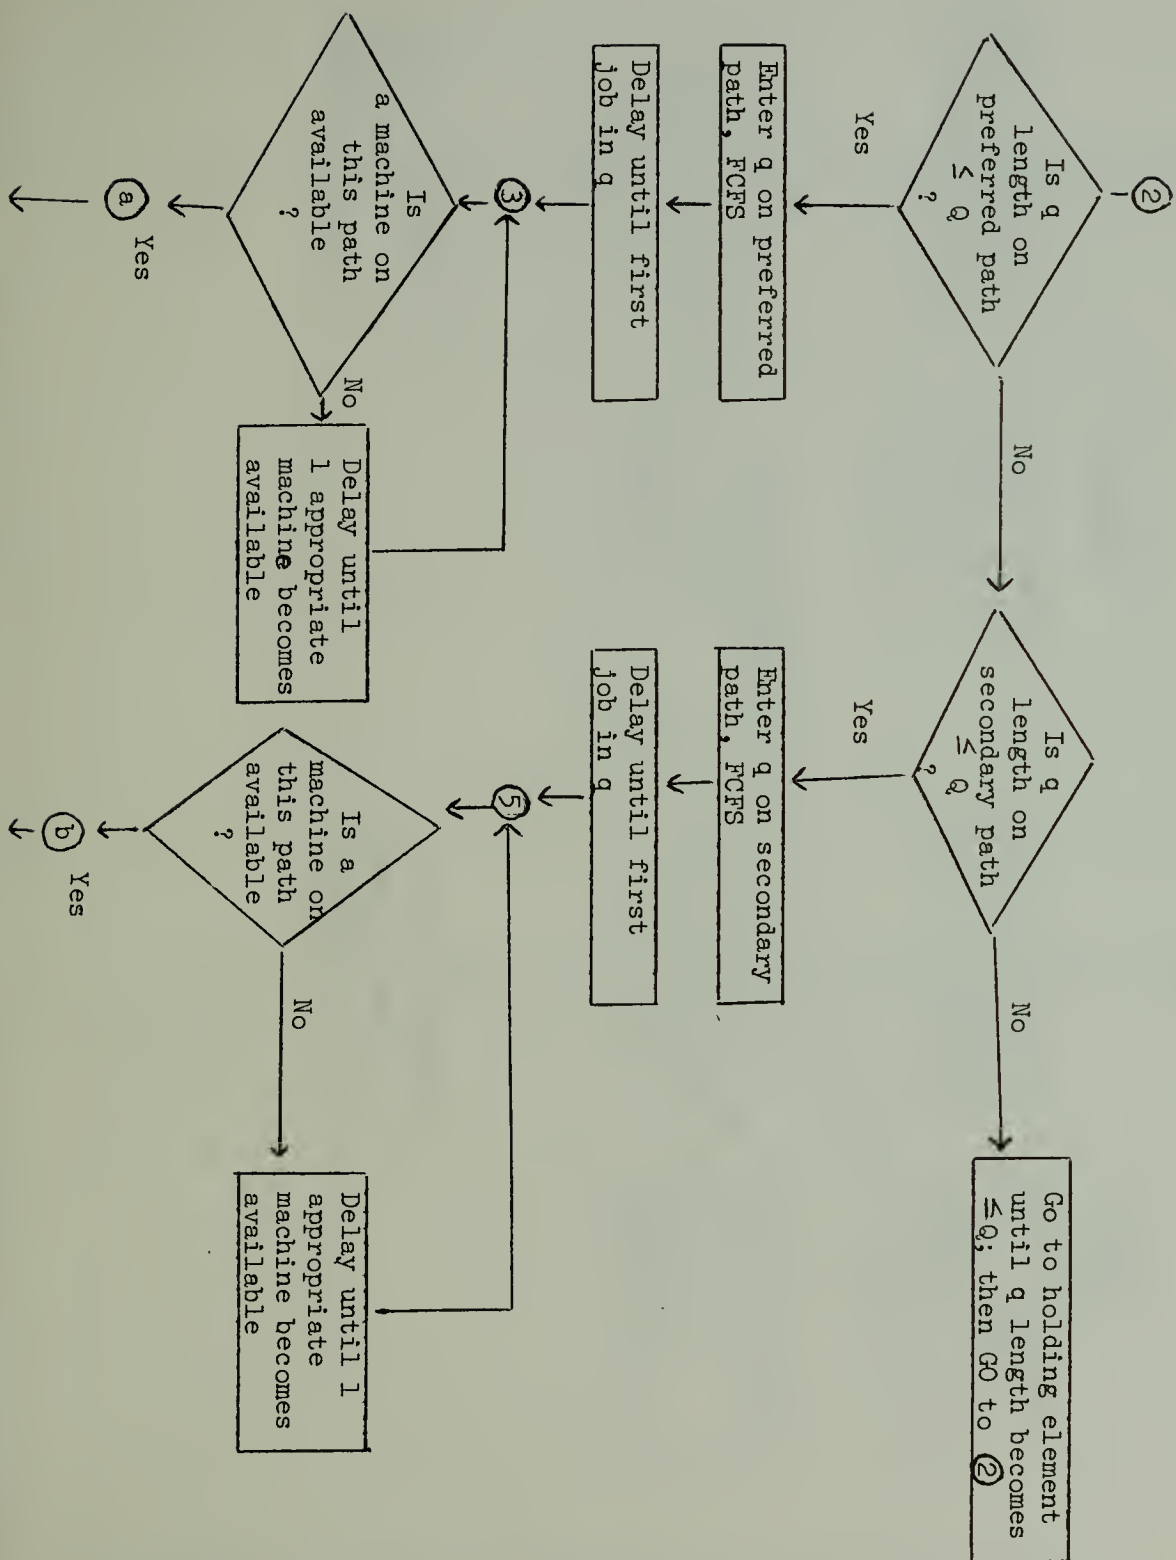 2
Is q
length on
preferred path
≤ Q
?
No
Is q
length on
secondary path
≤ Q
?
No
Go to holding element
until q length becomes
≤Q; then GO to 2
Yes
Enter q on preferred
path, FCFS
Delay until first
job in q
3
Is
a machine on
this path
available
?
No
Delay until
1 appropriate
machine becomes
available
a
Yes
Yes
Enter q on secondary
path, FCFS
Delay until first
job in q
5
Is a
machine on
this path
available
?
No
Delay until 1
appropriate
machine becomes
available
b
Yes